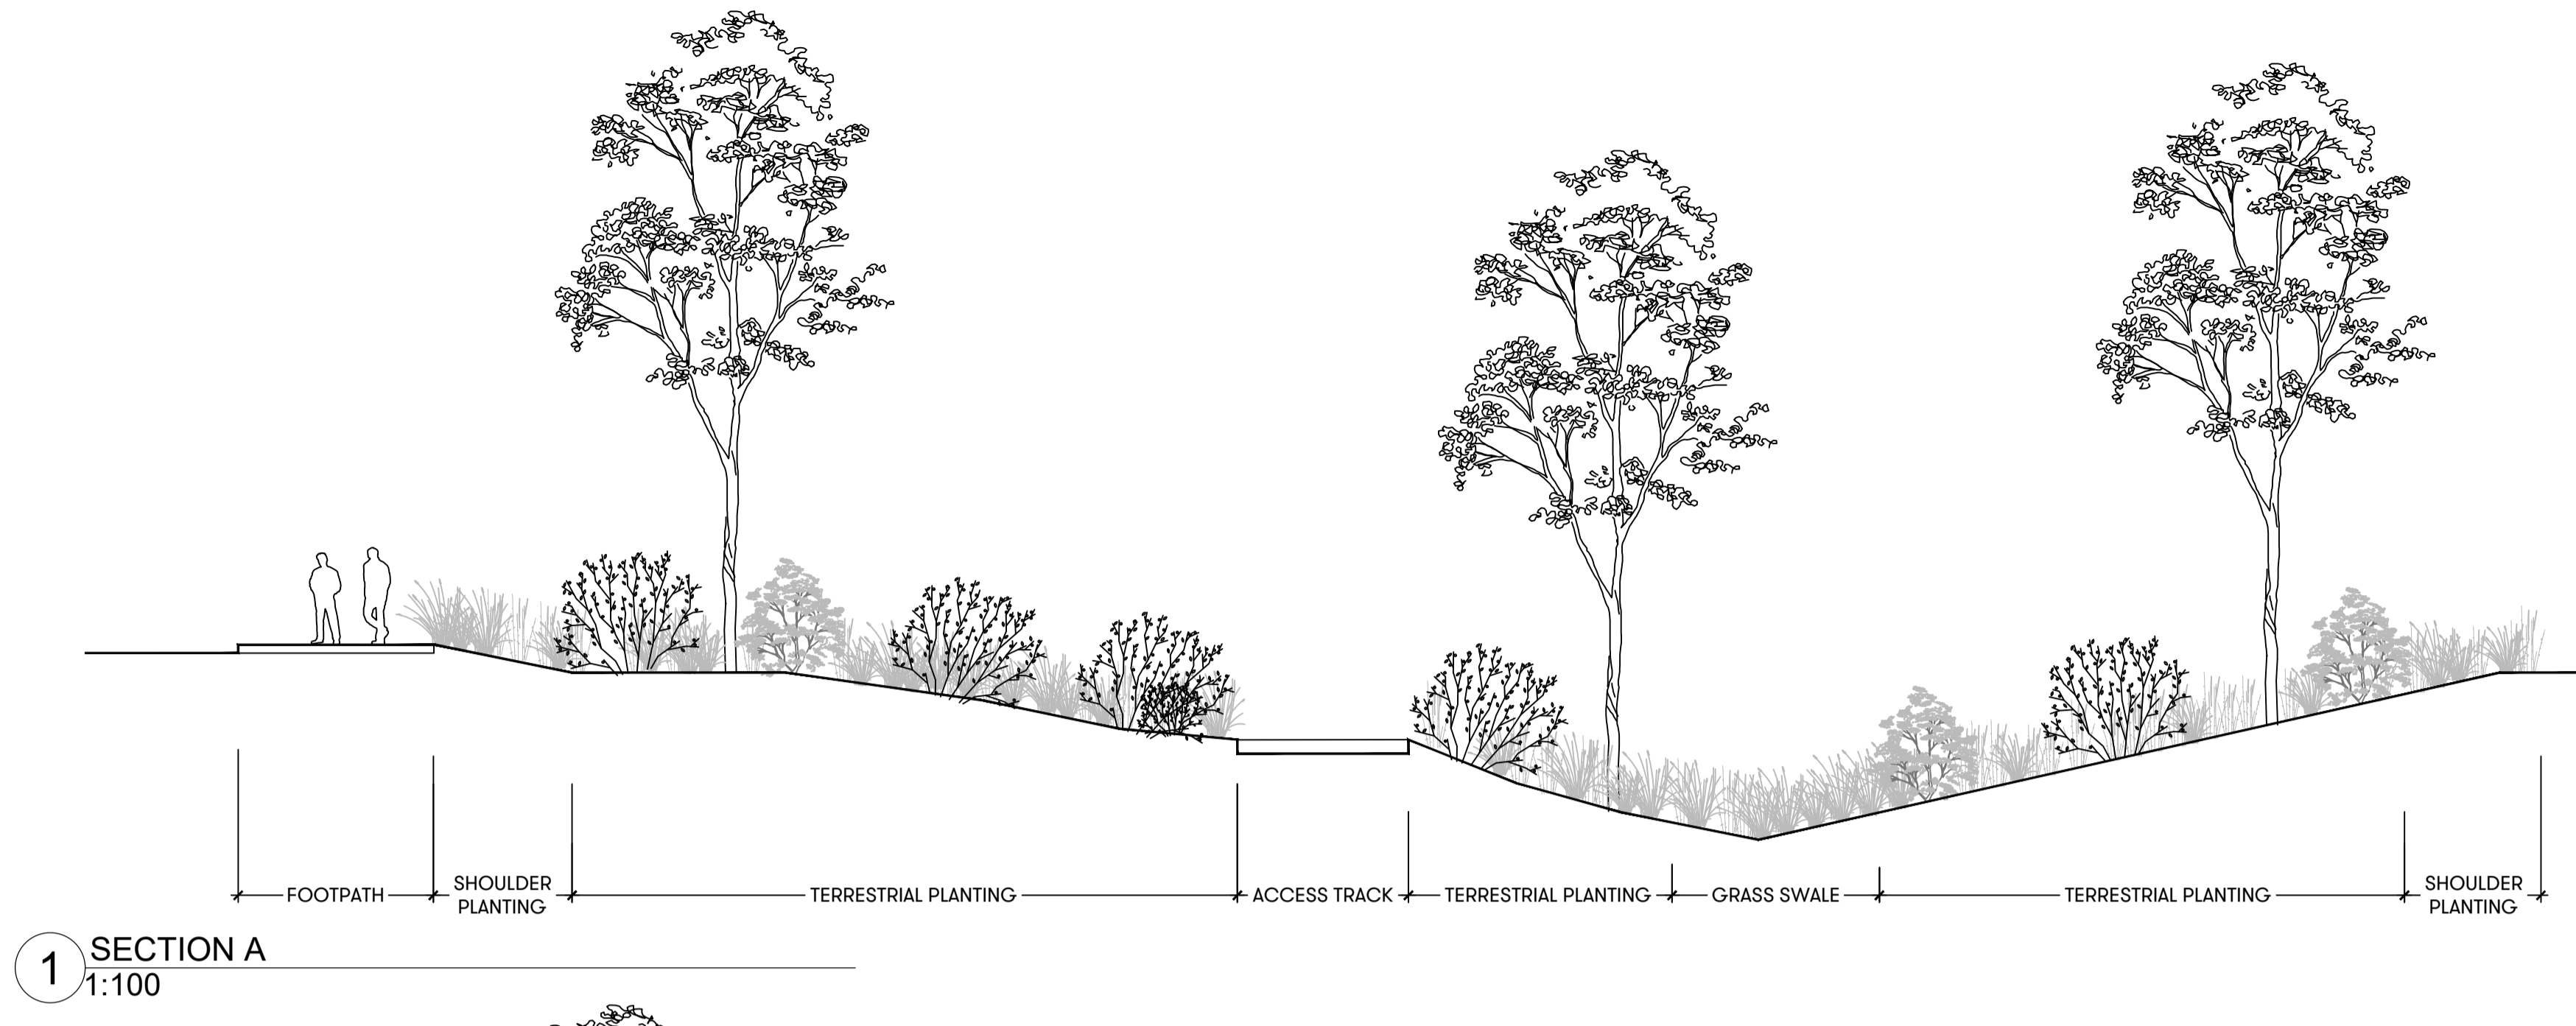 FOOTPATH
SHOULDER
PLANTING
TERRESTRIAL PLANTING
ACCESS TRACK
TERRESTRIAL PLANTING
GRASS SWALE
TERRESTRIAL PLANTING
SHOULDER
PLANTING
1
SECTION A
1:100